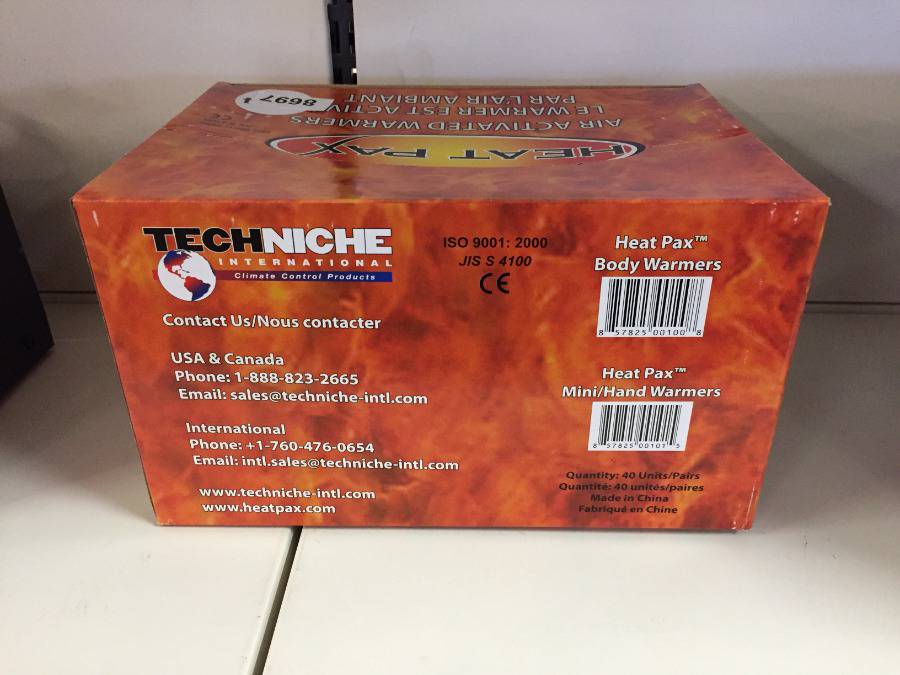 HEAT PAX
AIR ACTIVATED WARMERS
LE WARMER EST ACTIV
PAR L'AIR AMBIANT
8697
CE
TECHNICHE
INTERNATIONAL
Climate Control Products
Contact Us/Nous contacter
USA & Canada
Phone: 1-888-823-2665
Email: sales@techniche-intl.com
International
Phone: +1-760-476-0654
Email: intl.sales@techniche-intl.com
www.techniche-intl.com
www.heatpax.com
ISO 9001: 2000
JIS S 4100
CE
Heat Pax™
Body Warmers
8 57825 00100 8
Heat Pax™
Mini/Hand Warmers
8 57825 00101 5
Quantity: 40 Units/Pairs
Quantité: 40 unités/paires
Made in China
Fabriqué en Chine